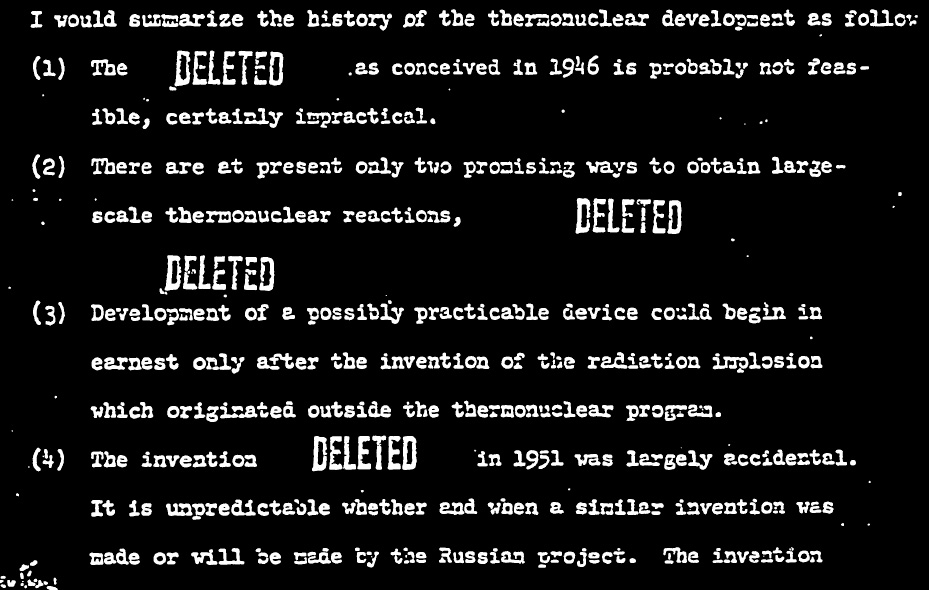 I would summarize the history of the thermonuclear development as follow
(1) The DELETED as conceived in 1946 is probably not feas-
ible, certainly impractical.
(2) There are at present only two promising ways to obtain large-
scale thermonuclear reactions, DELETED
DELETED
(3) Development of a possibly practicable device could begin in
earnest only after the invention of the radiation implosion
which originated outside the thermonuclear program.
(4) The invention DELETED in 1951 was largely accidental.
It is unpredictable whether and when a similar invention was
made or will be made by the Russian project. The invention